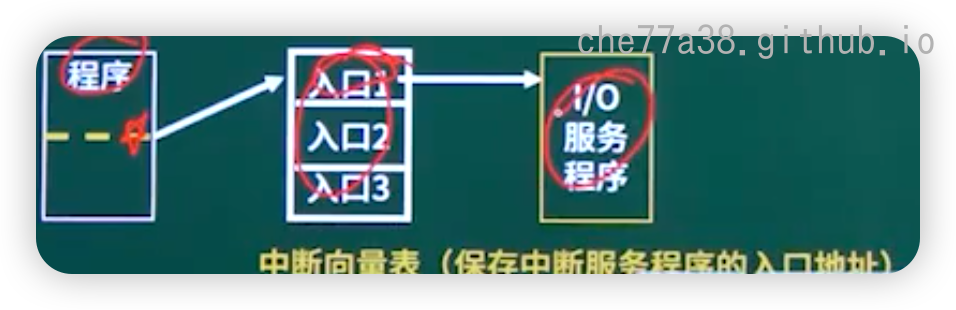 che77a38.github.io
程序
入口1
入口2
入口3
I/O
服务
程序
中断向量表（保存中断服务程序的入口地址）